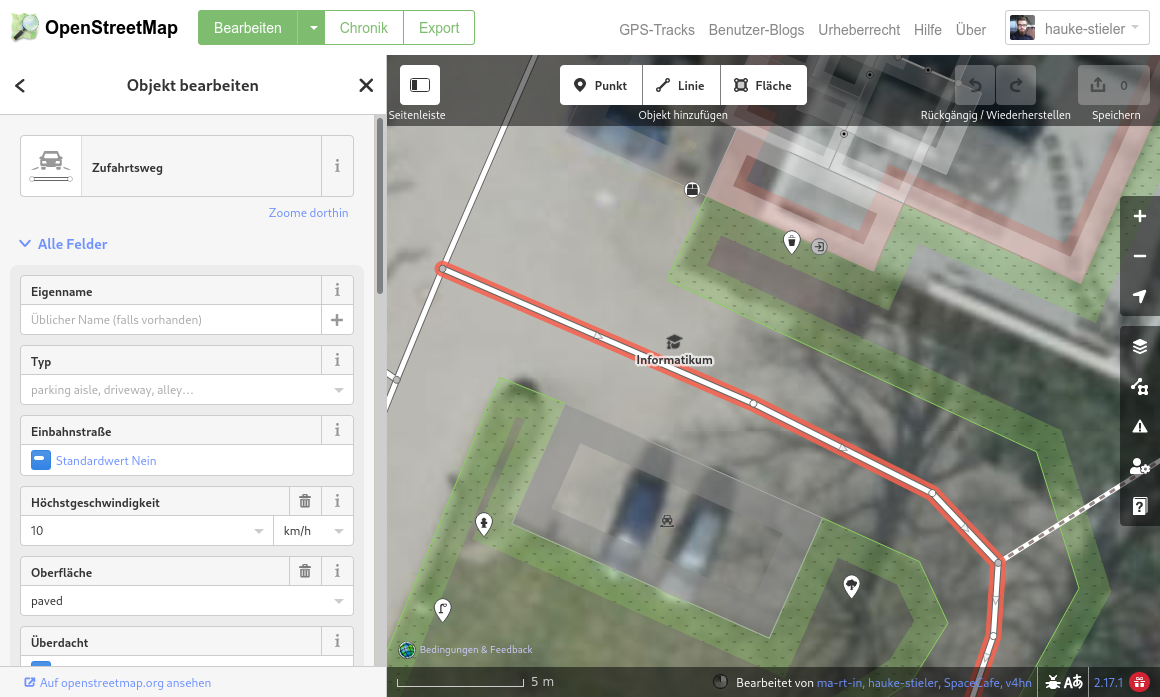 OpenStreetMap
Bearbeiten
Chronik
Export
GPS-Tracks
Benutzer-Blogs
Urheberrecht
Hilfe
Über
hauke-stieler
Objekt bearbeiten
Seitenleiste
Punkt
Linie
Fläche
Objekt hinzufügen
Rückgängig / Wiederherstellen
0
Speichern
Zufahrtsweg
Zoome dorthin
Alle Felder
Eigenname
Üblicher Name (falls vorhanden)
Typ
parking aisle, driveway, alley...
Einbahnstraße
Standardwert Nein
Höchstgeschwindigkeit
10
km/h
Oberfläche
paved
Überdacht
Auf openstreetmap.org ansehen
Informatikum
Bedingungen & Feedback
5 m
Bearbeitet von ma-rt-in, hauke-stieler, SpaceCafe, v4hn
2.17.1